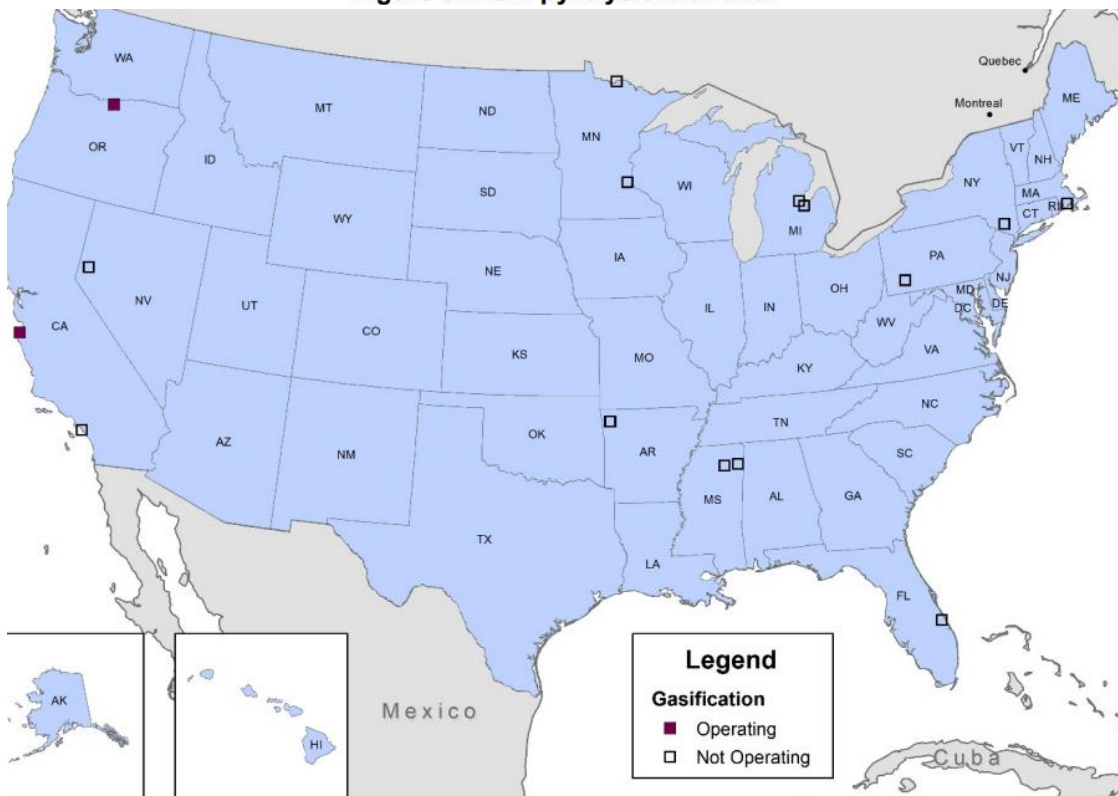 WA
MT
ND
MN
OR
ID
SD
WI
WY
MI
NY
VT
NH
ME
MA
CT
Quebec
Montreal
NV
UT
CO
NE
IA
IL
IN
OH
PA
NJ
MD
DE
DC
WV
VA
CA
KS
MO
KY
NC
TN
SC
AZ
NM
OK
AR
MS
AL
GA
TX
LA
FL
AK
HI
Mexico
Cuba
Legend
Gasification
Operating
Not Operating